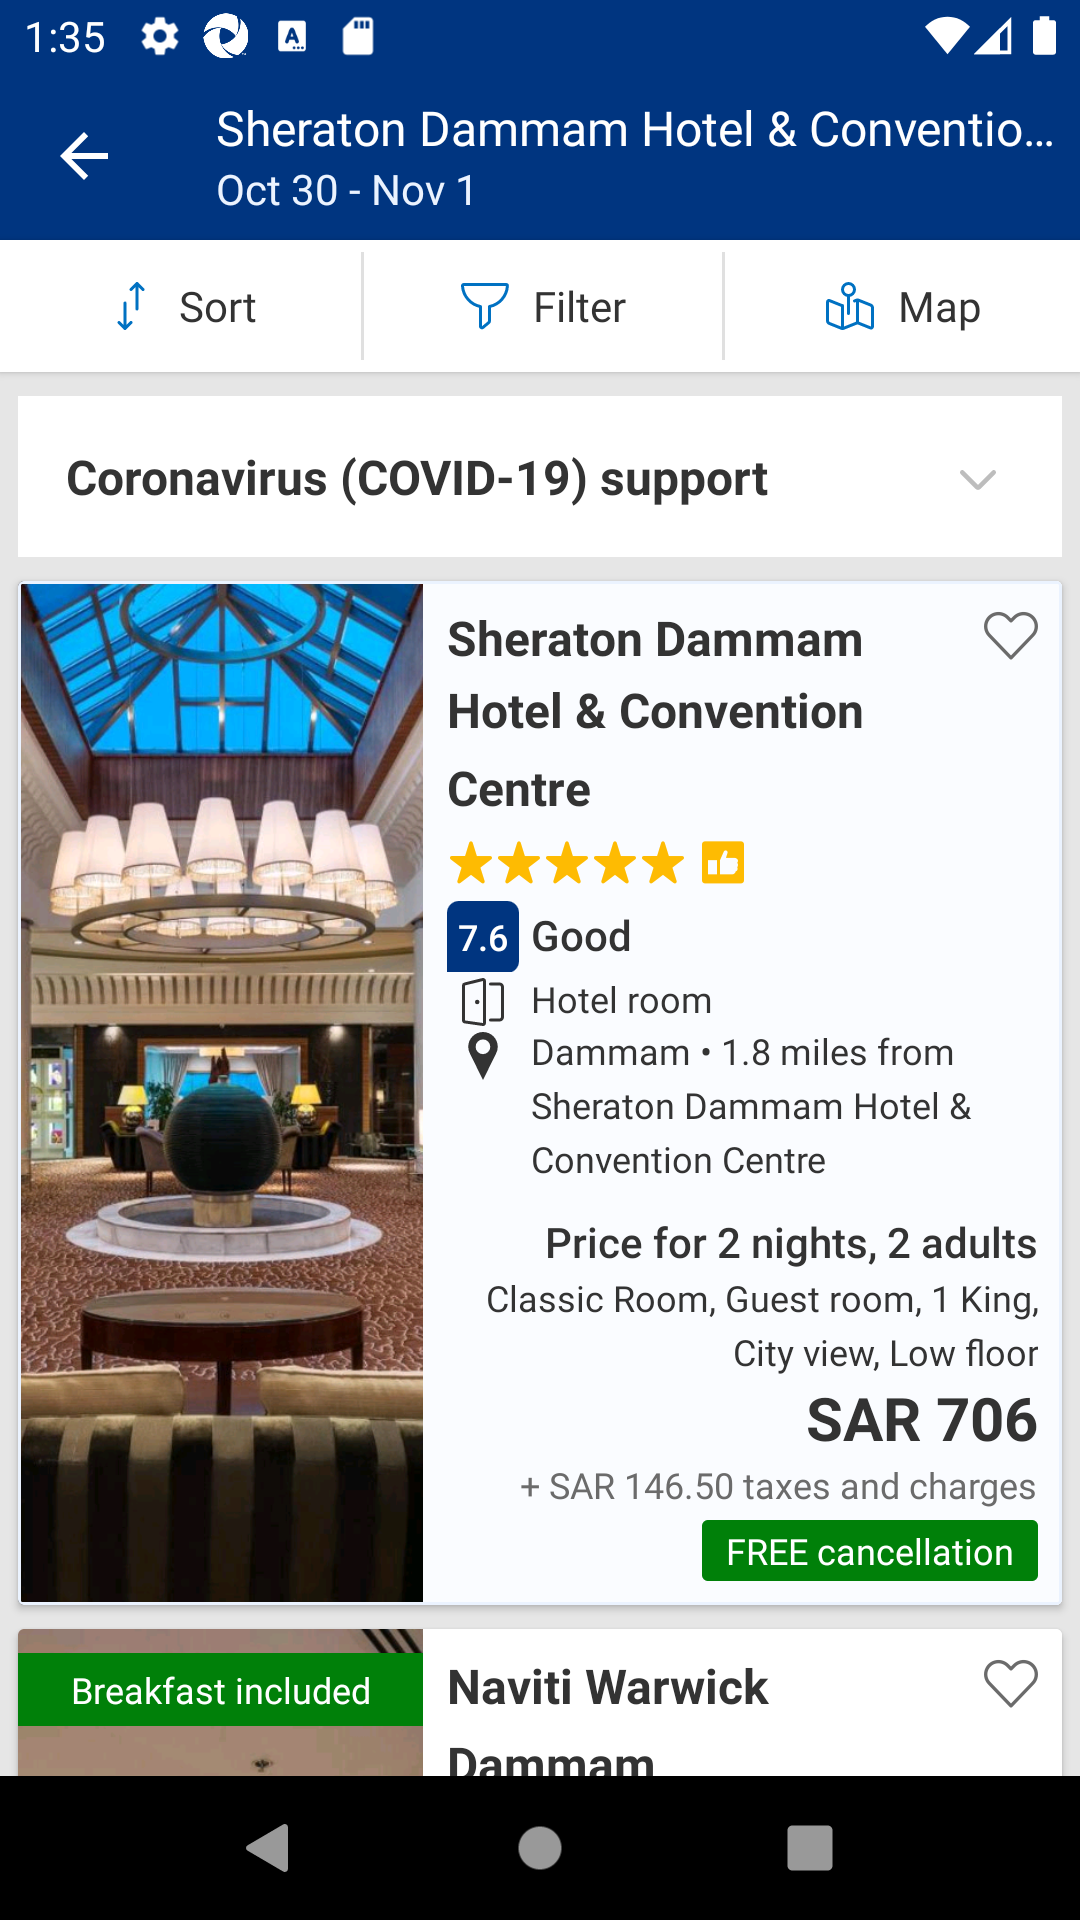 1:35
Sheraton Dammam Hotel & Conventio...
Oct 30 - Nov 1
Sort
Filter
Map
Coronavirus (COVID-19) support
Sheraton Dammam
Hotel & Convention
Centre
7.6 Good
Hotel room
Dammam • 1.8 miles from
Sheraton Dammam Hotel &
Convention Centre
Price for 2 nights, 2 adults
Classic Room, Guest room, 1 King,
City view, Low floor
SAR 706
+ SAR 146.50 taxes and charges
FREE cancellation
Breakfast included
Naviti Warwick
Dammam